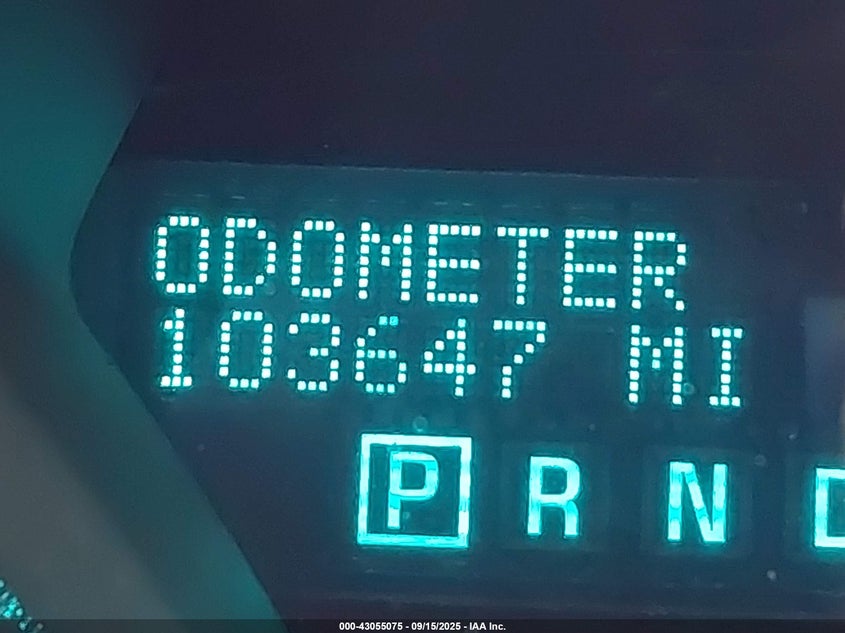 ODOMETER
103647 MI
P R N D
000-43055075 - 09/15/2025 - IAA Inc.